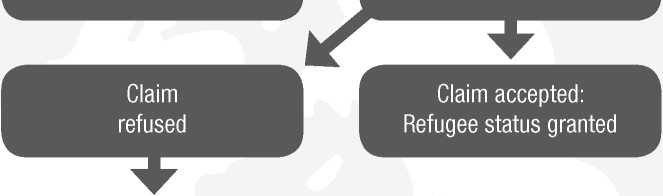 Claim
refused
Claim accepted:
Refugee status granted